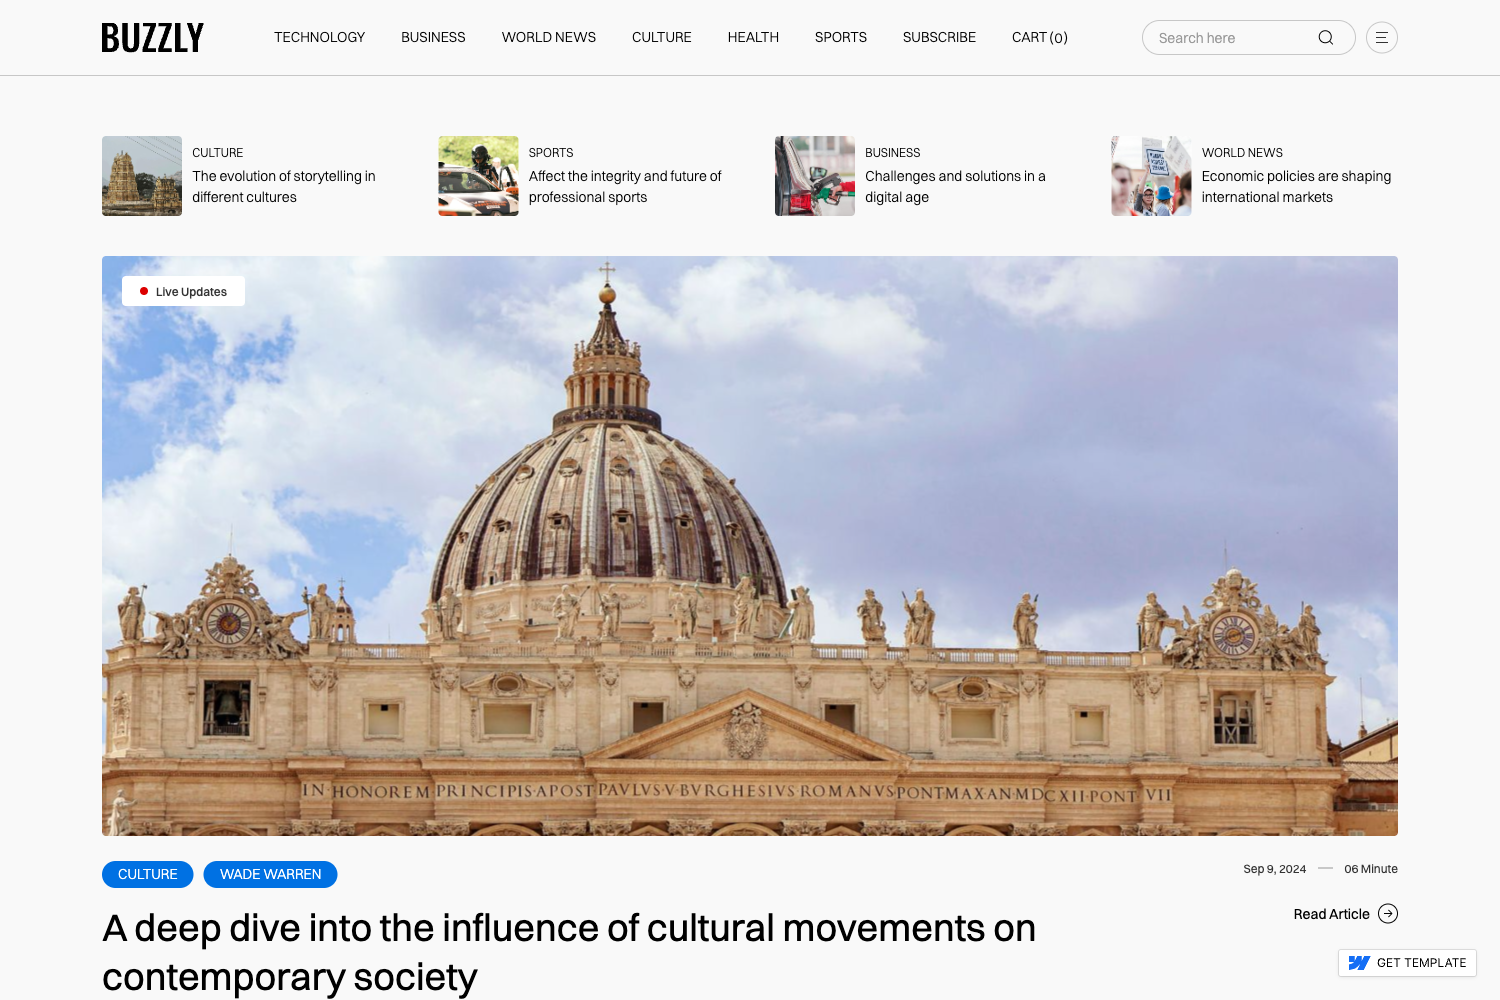 BUZZLY
TECHNOLOGY
BUSINESS
WORLD NEWS
CULTURE
HEALTH
SPORTS
SUBSCRIBE
CART (0)
Search here
CULTURE
The evolution of storytelling in
different cultures
SPORTS
Affect the integrity and future of
professional sports
BUSINESS
Challenges and solutions in a
digital age
WORLD NEWS
Economic policies are shaping
international markets
Live Updates
IN·HONOREM PRINCIPIS·APOST PAVLVS·V·BVRGHESIVS ROMANVS PONTMAX·AN·MDCXII·PONT VII
CULTURE
WADE WARREN
Sep 9, 2024 — 06 Minute
A deep dive into the influence of cultural movements on
contemporary society
Read Article
GET TEMPLATE